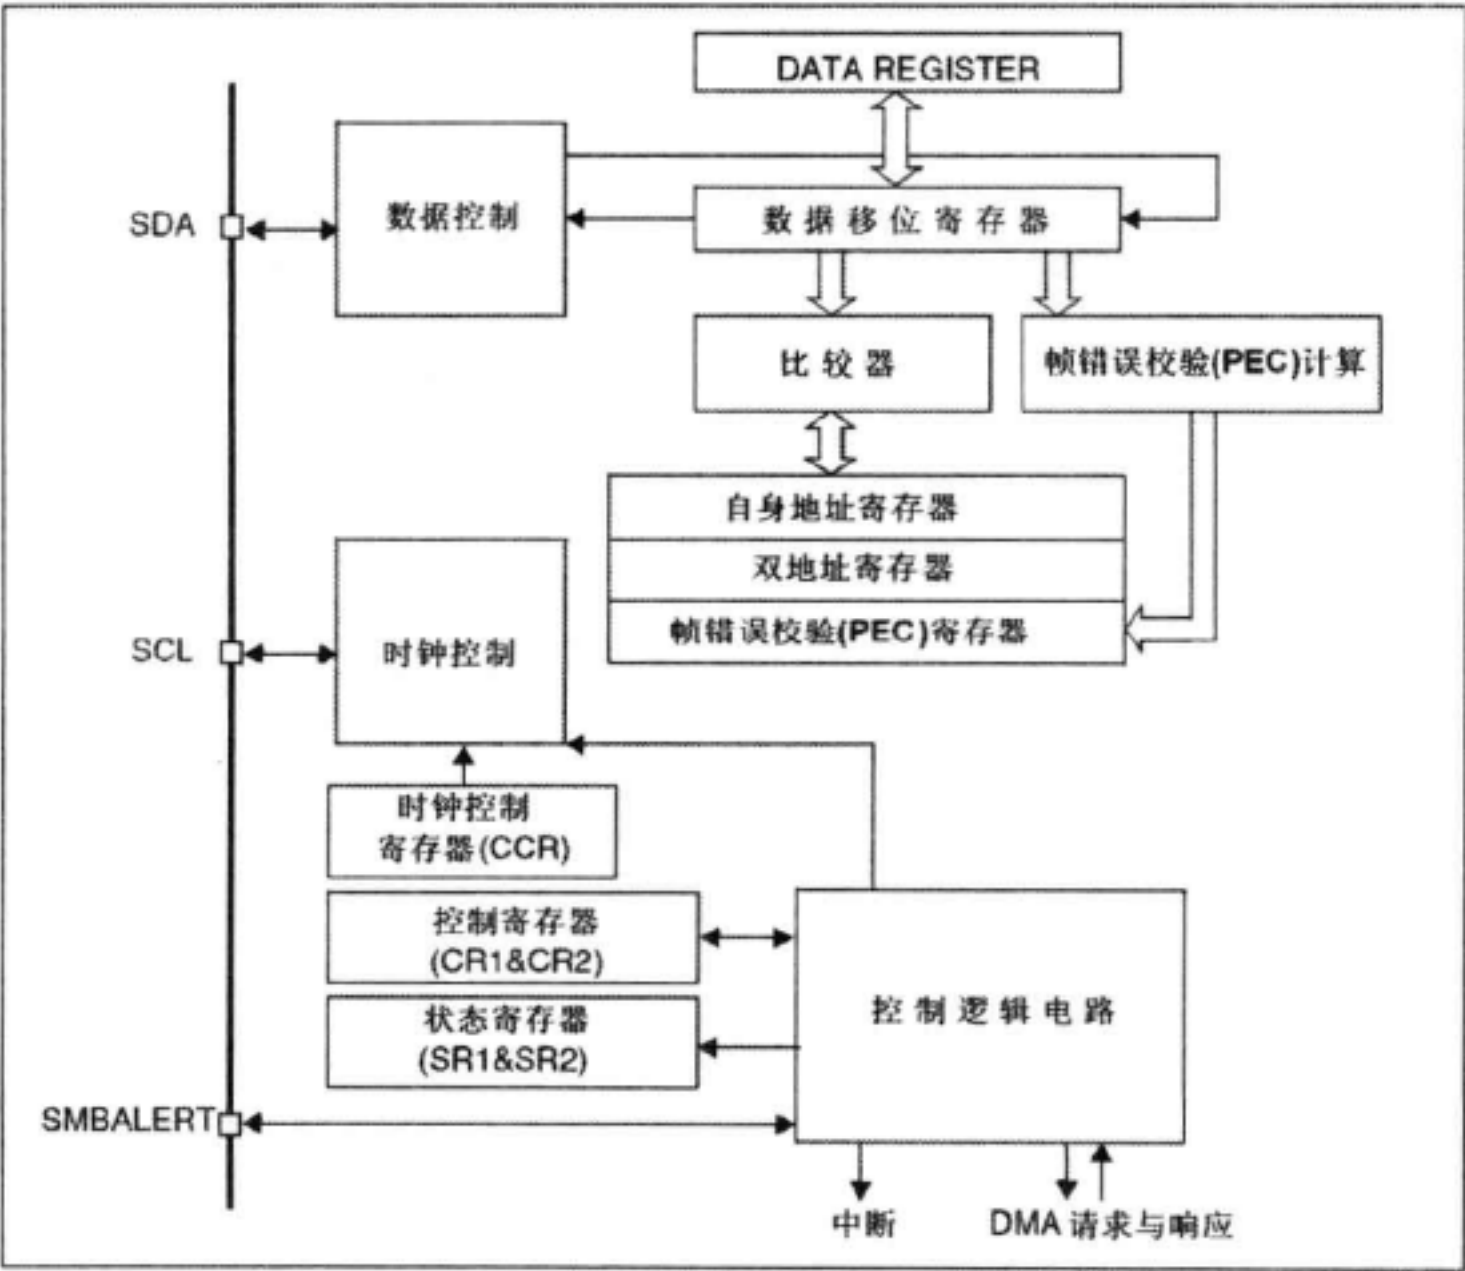 DATA REGISTER
SDA
数据控制
数据移位寄存器
比较器
帧错误校验(PEC)计算
自身地址寄存器
双地址寄存器
帧错误校验(PEC)寄存器
SCL
时钟控制
时钟控制
寄存器(CCR)
控制寄存器
(CR1&CR2)
状态寄存器
(SR1&SR2)
控制逻辑电路
SMBALERT
中断
DMA 请求与响应